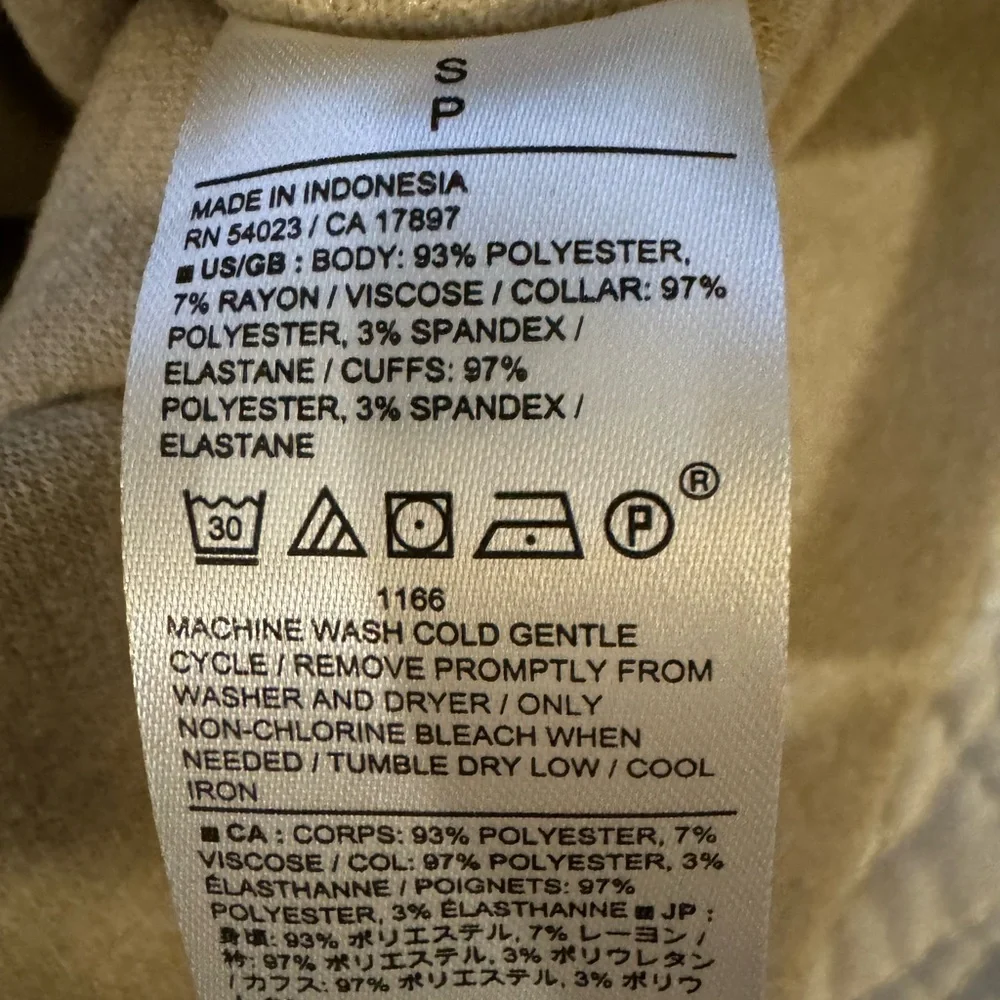 S
P
MADE IN INDONESIA
RN 54023 / CA 17897
■ US/GB : BODY: 93% POLYESTER,
7% RAYON / VISCOSE / COLLAR: 97%
POLYESTER, 3% SPANDEX /
ELASTANE / CUFFS: 97%
POLYESTER, 3% SPANDEX /
ELASTANE
30 P ®
1166
MACHINE WASH COLD GENTLE
CYCLE / REMOVE PROMPTLY FROM
WASHER AND DRYER / ONLY
NON-CHLORINE BLEACH WHEN
NEEDED / TUMBLE DRY LOW / COOL
IRON
■ CA : CORPS: 93% POLYESTER, 7%
VISCOSE / COL: 97% POLYESTER, 3%
ÉLASTHANNE / POIGNETS: 97%
POLYESTER, 3% ÉLASTHANNE ■ JP :
身頃: 93% ポリエステル, 7% レーヨン /
衿: 97% ポリエステル, 3% ポリウレタン
/ カフス: 97% ポリエステル, 3% ポリウ